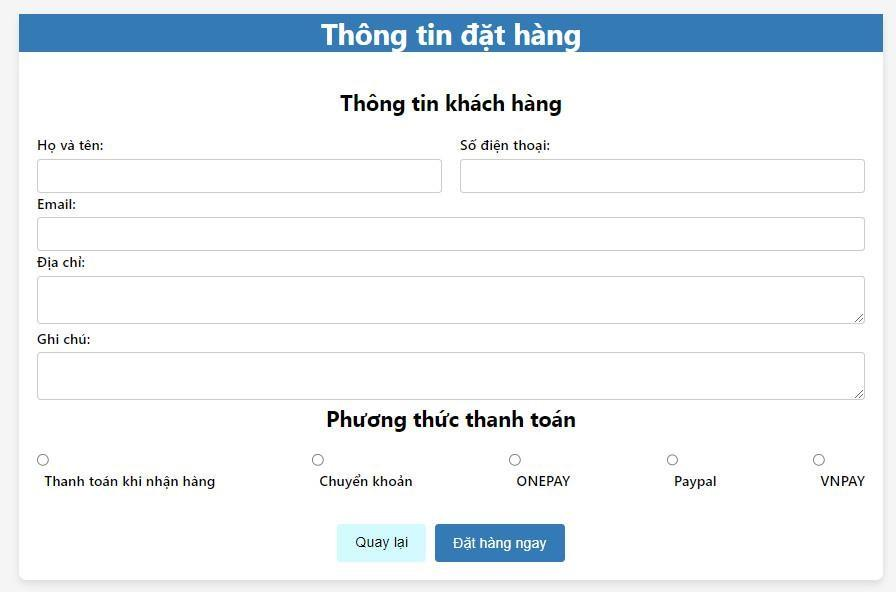 Thông tin đặt hàng
Thông tin khách hàng
Họ và tên: Số điện thoại:
Email:
Địa chỉ:
Ghi chú:
Phương thức thanh toán
Thanh toán khi nhận hàng Chuyển khoản ONEPAY Paypal VNPAY
Quay lại Đặt hàng ngay